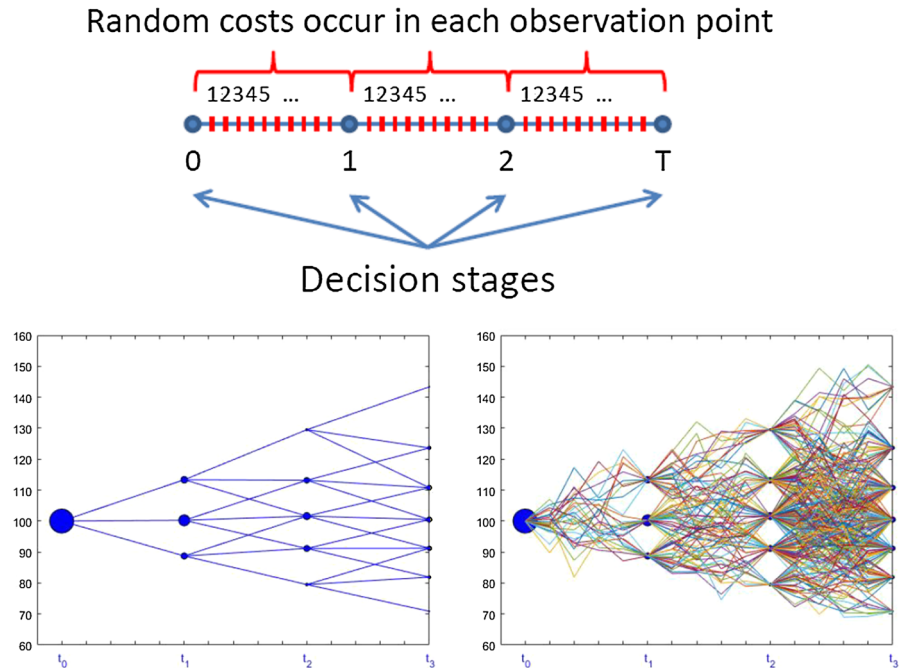 Random costs occur in each observation point
12345 ... 12345 ... 12345 ...
0 1 2 T
Decision stages
160 160
150 150
140 140
130 130
120 120
110 110
100 100
90 90
80 80
70 70
60 60
t0 t1 t2 t3 t0 t1 t2 t3